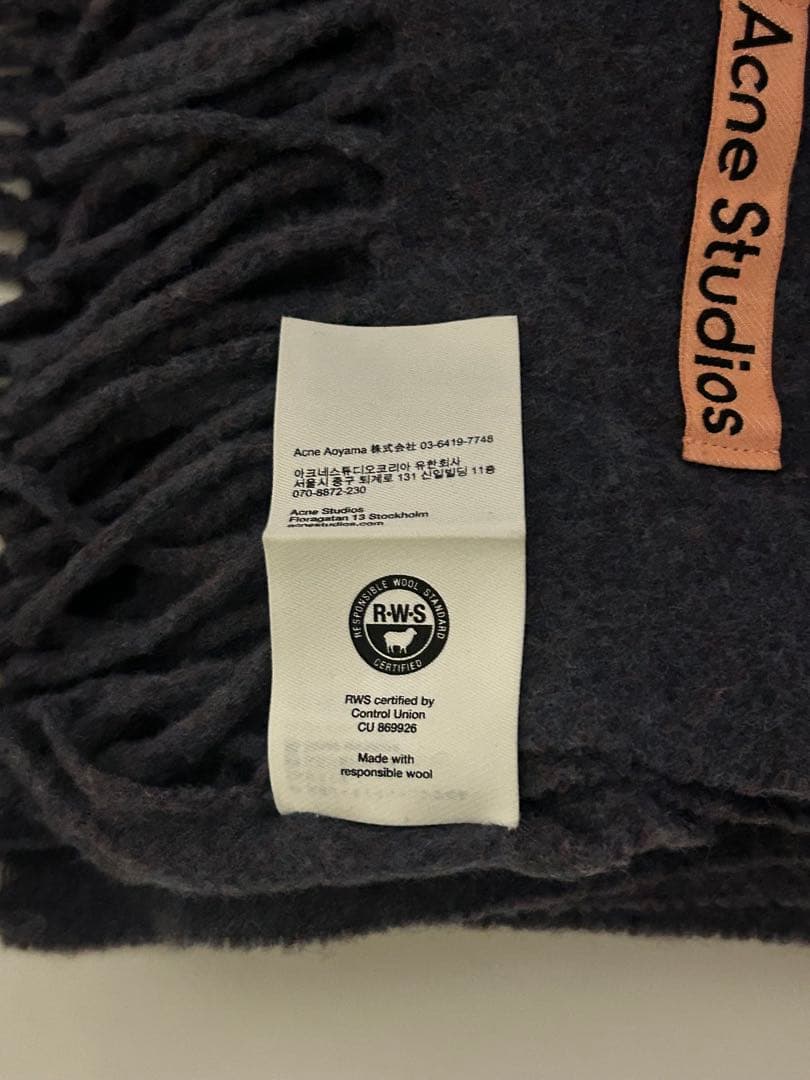 Acne Studios
Acne Aoyama 株式会社 03-6419-7748
아크네스튜디오코리아 유한회사
서울시 중구 퇴계로 131 신일빌딩 11층
070-8872-230
Acne Studios
Floragatan 13 Stockholm
acnestudios.com
RESPONSIBLE WOOL STANDARD
R·W·S
CERTIFIED
RWS certified by
Control Union
CU 869926
Made with
responsible wool